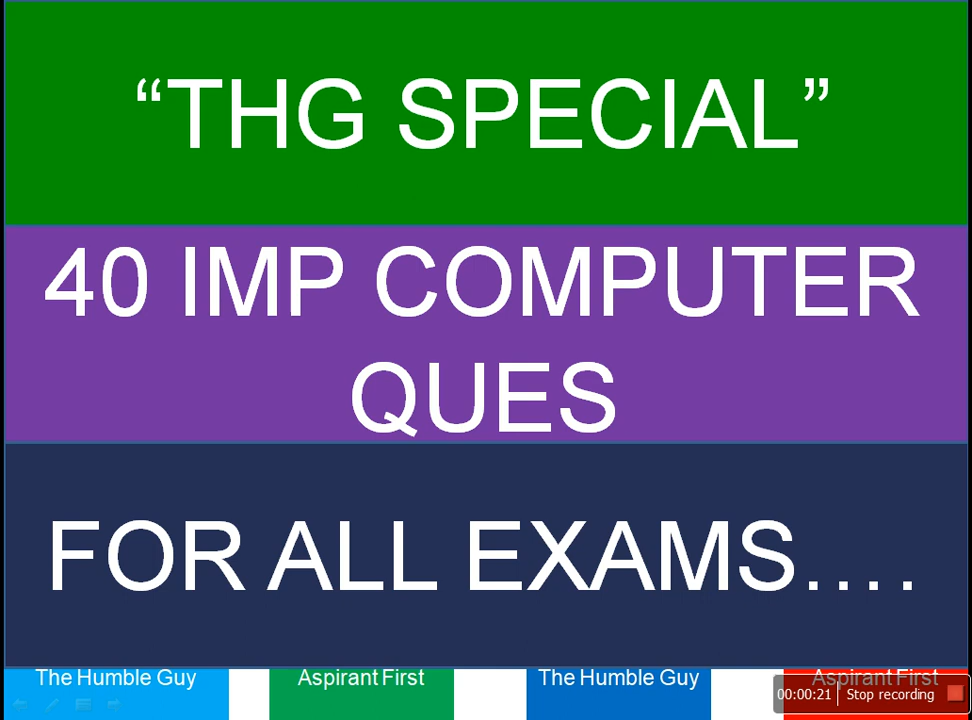 “THG SPECIAL”
40 IMP COMPUTER
QUES
FOR ALL EXAMS....
The Humble Guy
Aspirant First
The Humble Guy
Aspirant First
00:00:21 Stop recording